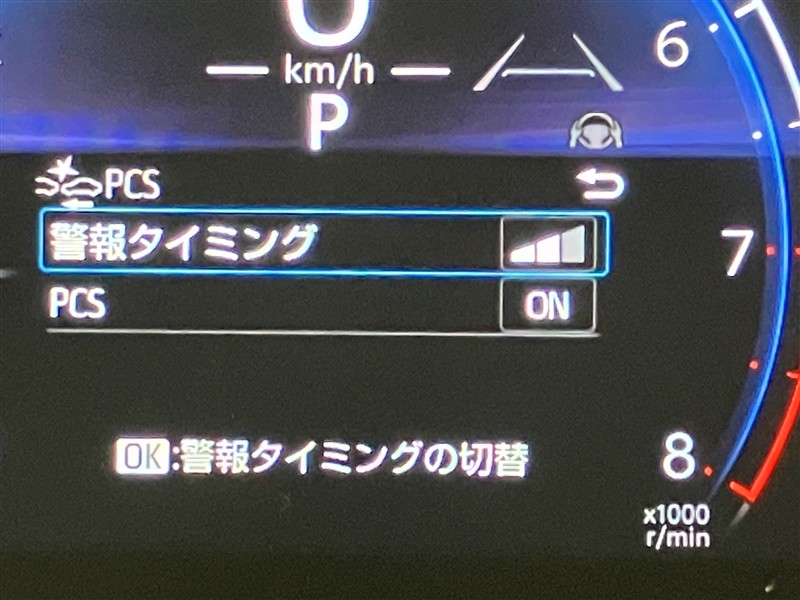 0
6
km/h
P
PCS
警報タイミング
7
PCS ON
OK:警報タイミングの切替
8
x1000
r/min